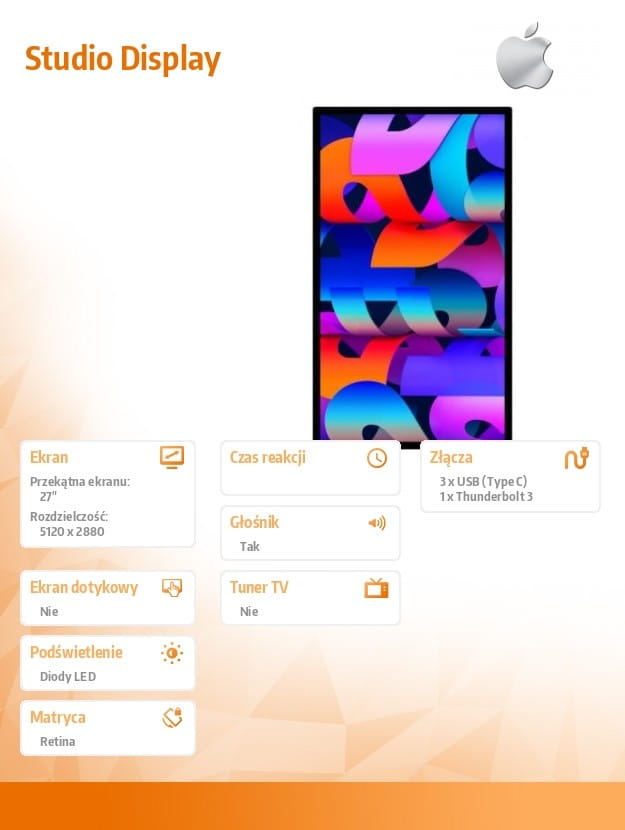 Studio Display
Ekran
Przekątna ekranu:
27"
Rozdzielczość:
5120 x 2880
Czas reakcji
Głośnik
Tak
Złącza
3 x USB (Type C)
1 x Thunderbolt 3
Ekran dotykowy
Nie
Tuner TV
Nie
Podświetlenie
Diody LED
Matryca
Retina